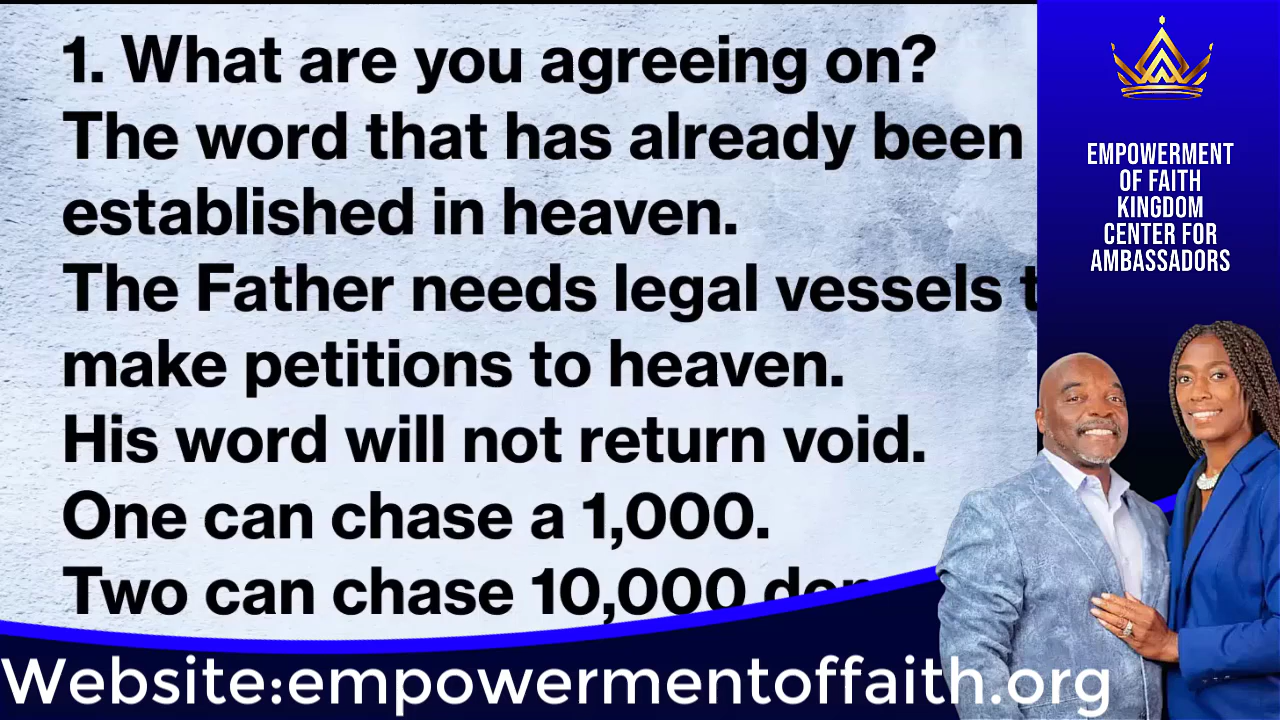 1. What are you agreeing on?
The word that has already been
established in heaven.
The Father needs legal vessels
make petitions to heaven.
His word will not return void.
One can chase a 1,000.
Two can chase 10,000
EMPOWERMENT
OF FAITH
KINGDOM
CENTER FOR
AMBASSADORS
Website:empowermentoffaith.org